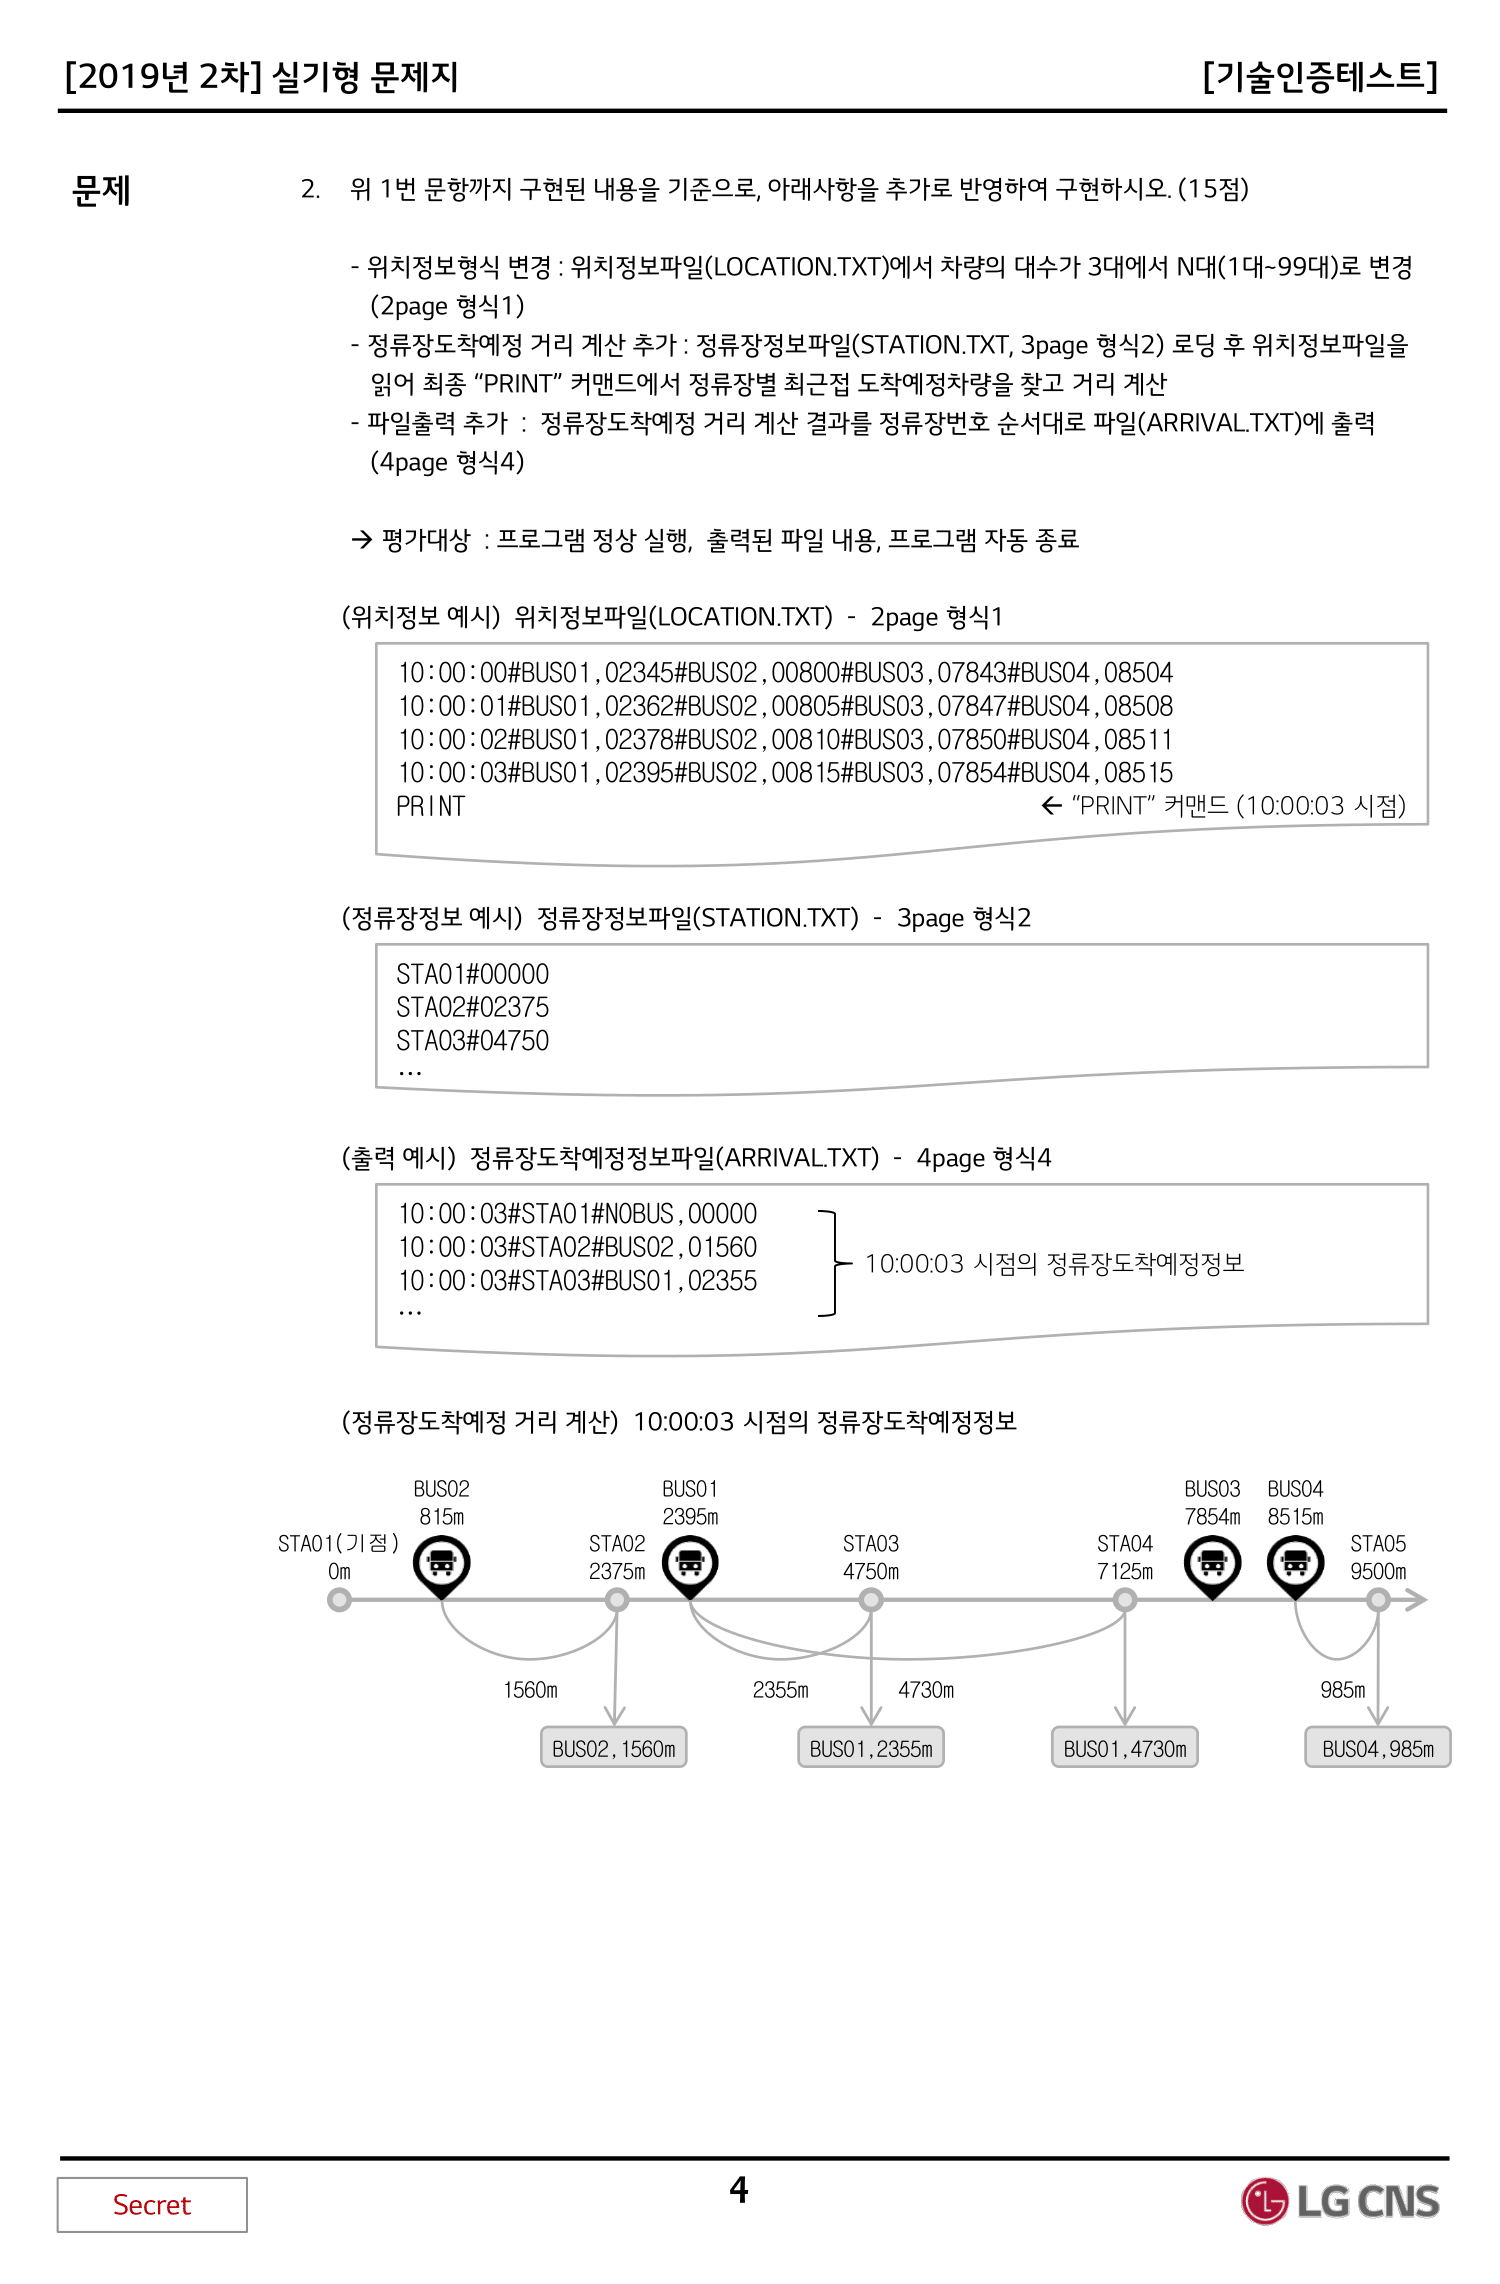 [2019년 2차] 실기형 문제지 [기술인증테스트]
문제
2. 위 1번 문항까지 구현된 내용을 기준으로, 아래사항을 추가로 반영하여 구현하시오. (15점)
- 위치정보형식 변경 : 위치정보파일(LOCATION.TXT)에서 차량의 대수가 3대에서 N대(1대~99대)로 변경
(2page 형식1)
- 정류장도착예정 거리 계산 추가 : 정류장정보파일(STATION.TXT, 3page 형식2) 로딩 후 위치정보파일을
읽어 최종 “PRINT” 커맨드에서 정류장별 최근접 도착예정차량을 찾고 거리 계산
- 파일출력 추가 : 정류장도착예정 거리 계산 결과를 정류장번호 순서대로 파일(ARRIVAL.TXT)에 출력
(4page 형식4)
→ 평가대상 : 프로그램 정상 실행, 출력된 파일 내용, 프로그램 자동 종료
(위치정보 예시) 위치정보파일(LOCATION.TXT) - 2page 형식1
10:00:00#BUS01,02345#BUS02,00800#BUS03,07843#BUS04,08504
10:00:01#BUS01,02362#BUS02,00805#BUS03,07847#BUS04,08508
10:00:02#BUS01,02378#BUS02,00810#BUS03,07850#BUS04,08511
10:00:03#BUS01,02395#BUS02,00815#BUS03,07854#BUS04,08515
PRINT ← “PRINT” 커맨드 (10:00:03 시점)
(정류장정보 예시) 정류장정보파일(STATION.TXT) - 3page 형식2
STA01#00000
STA02#02375
STA03#04750
...
(출력 예시) 정류장도착예정정보파일(ARRIVAL.TXT) - 4page 형식4
10:00:03#STA01#NOBUS,00000
10:00:03#STA02#BUS02,01560
10:00:03#STA03#BUS01,02355
...
10:00:03 시점의 정류장도착예정정보
(정류장도착예정 거리 계산) 10:00:03 시점의 정류장도착예정정보
BUS02 BUS01 BUS03 BUS04
815m 2395m 7854m 8515m
STA01(기점) STA02 STA03 STA04 STA05
0m 2375m 4750m 7125m 9500m
1560m 2355m 4730m 985m
BUS02,1560m BUS01,2355m BUS01,4730m BUS04,985m
Secret 4 LG CNS